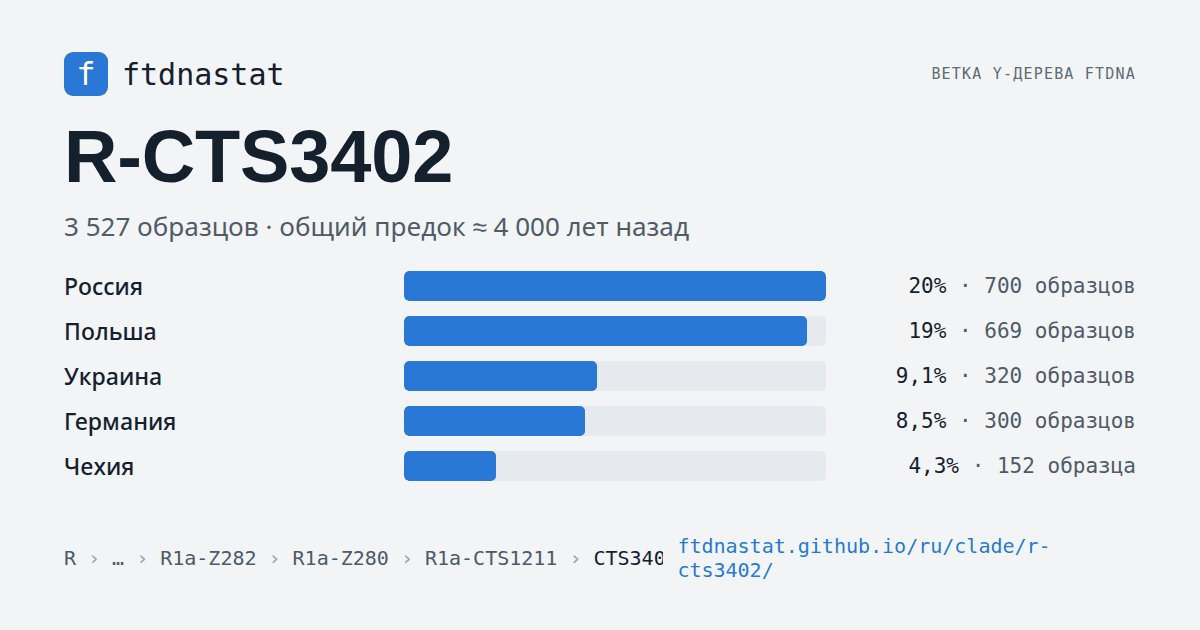 f ftdnastat
ВЕТКА Y-ДЕРЕВА FTDNA
R-CTS3402
3 527 образцов · общий предок ≈ 4 000 лет назад
Россия 20% · 700 образцов
Польша 19% · 669 образцов
Украина 9,1% · 320 образцов
Германия 8,5% · 300 образцов
Чехия 4,3% · 152 образца
R › … › R1a-Z282 › R1a-Z280 › R1a-CTS1211 › CTS340
ftdnastat.github.io/ru/clade/r-
cts3402/